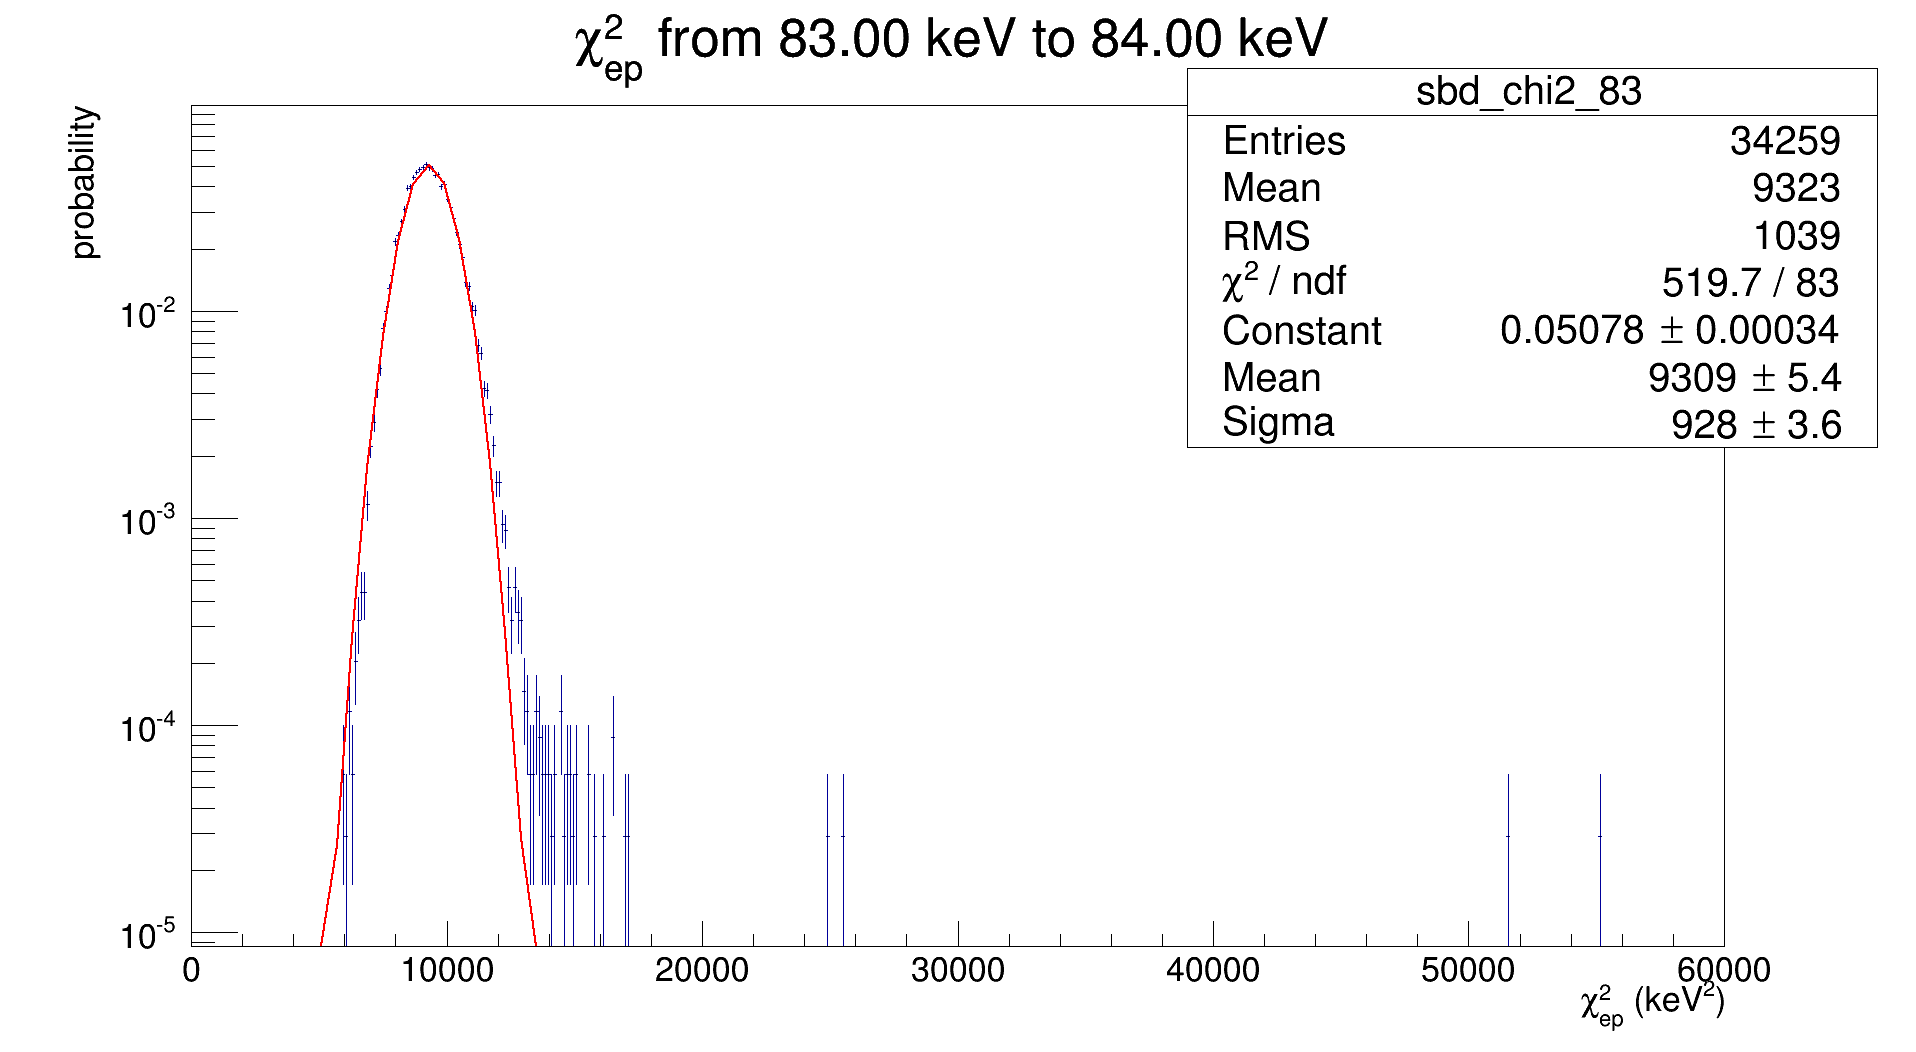 χ²ep from 83.00 keV to 84.00 keV
sbd_chi2_83
Entries 34259
Mean 9323
RMS 1039
χ² / ndf 519.7 / 83
Constant 0.05078 ± 0.00034
Mean 9309 ± 5.4
Sigma 928 ± 3.6
probability
10⁻²
10⁻³
10⁻⁴
10⁻⁵
0 10000 20000 30000 40000 50000 60000
χ²ep (keV²)